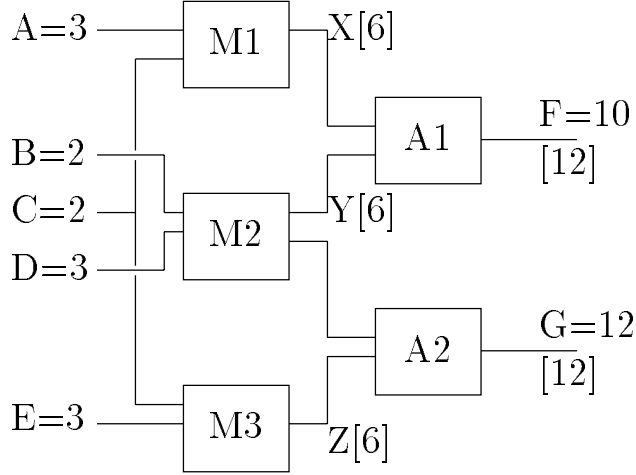 A=3
M1
X[6]
F=10
A1
B=2
[12]
C=2
M2
Y[6]
D=3
G=12
A2
[12]
E=3
M3
Z[6]